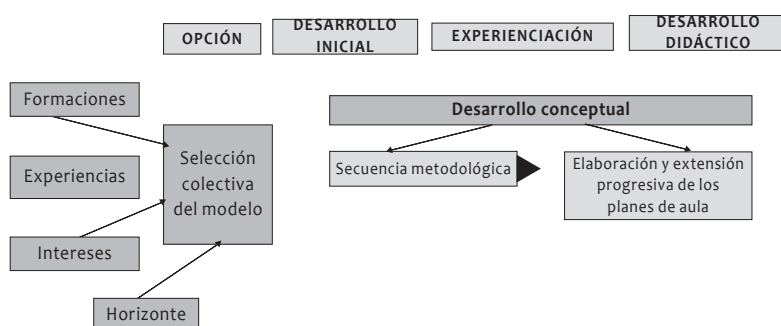 OPCIÓN
DESARROLLO
INICIAL
EXPERIENCIACIÓN
DESARROLLO
DIDÁCTICO
Formaciones
Experiencias
Intereses
Horizonte
Selección
colectiva
del modelo
Desarrollo conceptual
Secuencia metodológica
Elaboración y extensión
progresiva de los
planes de aula